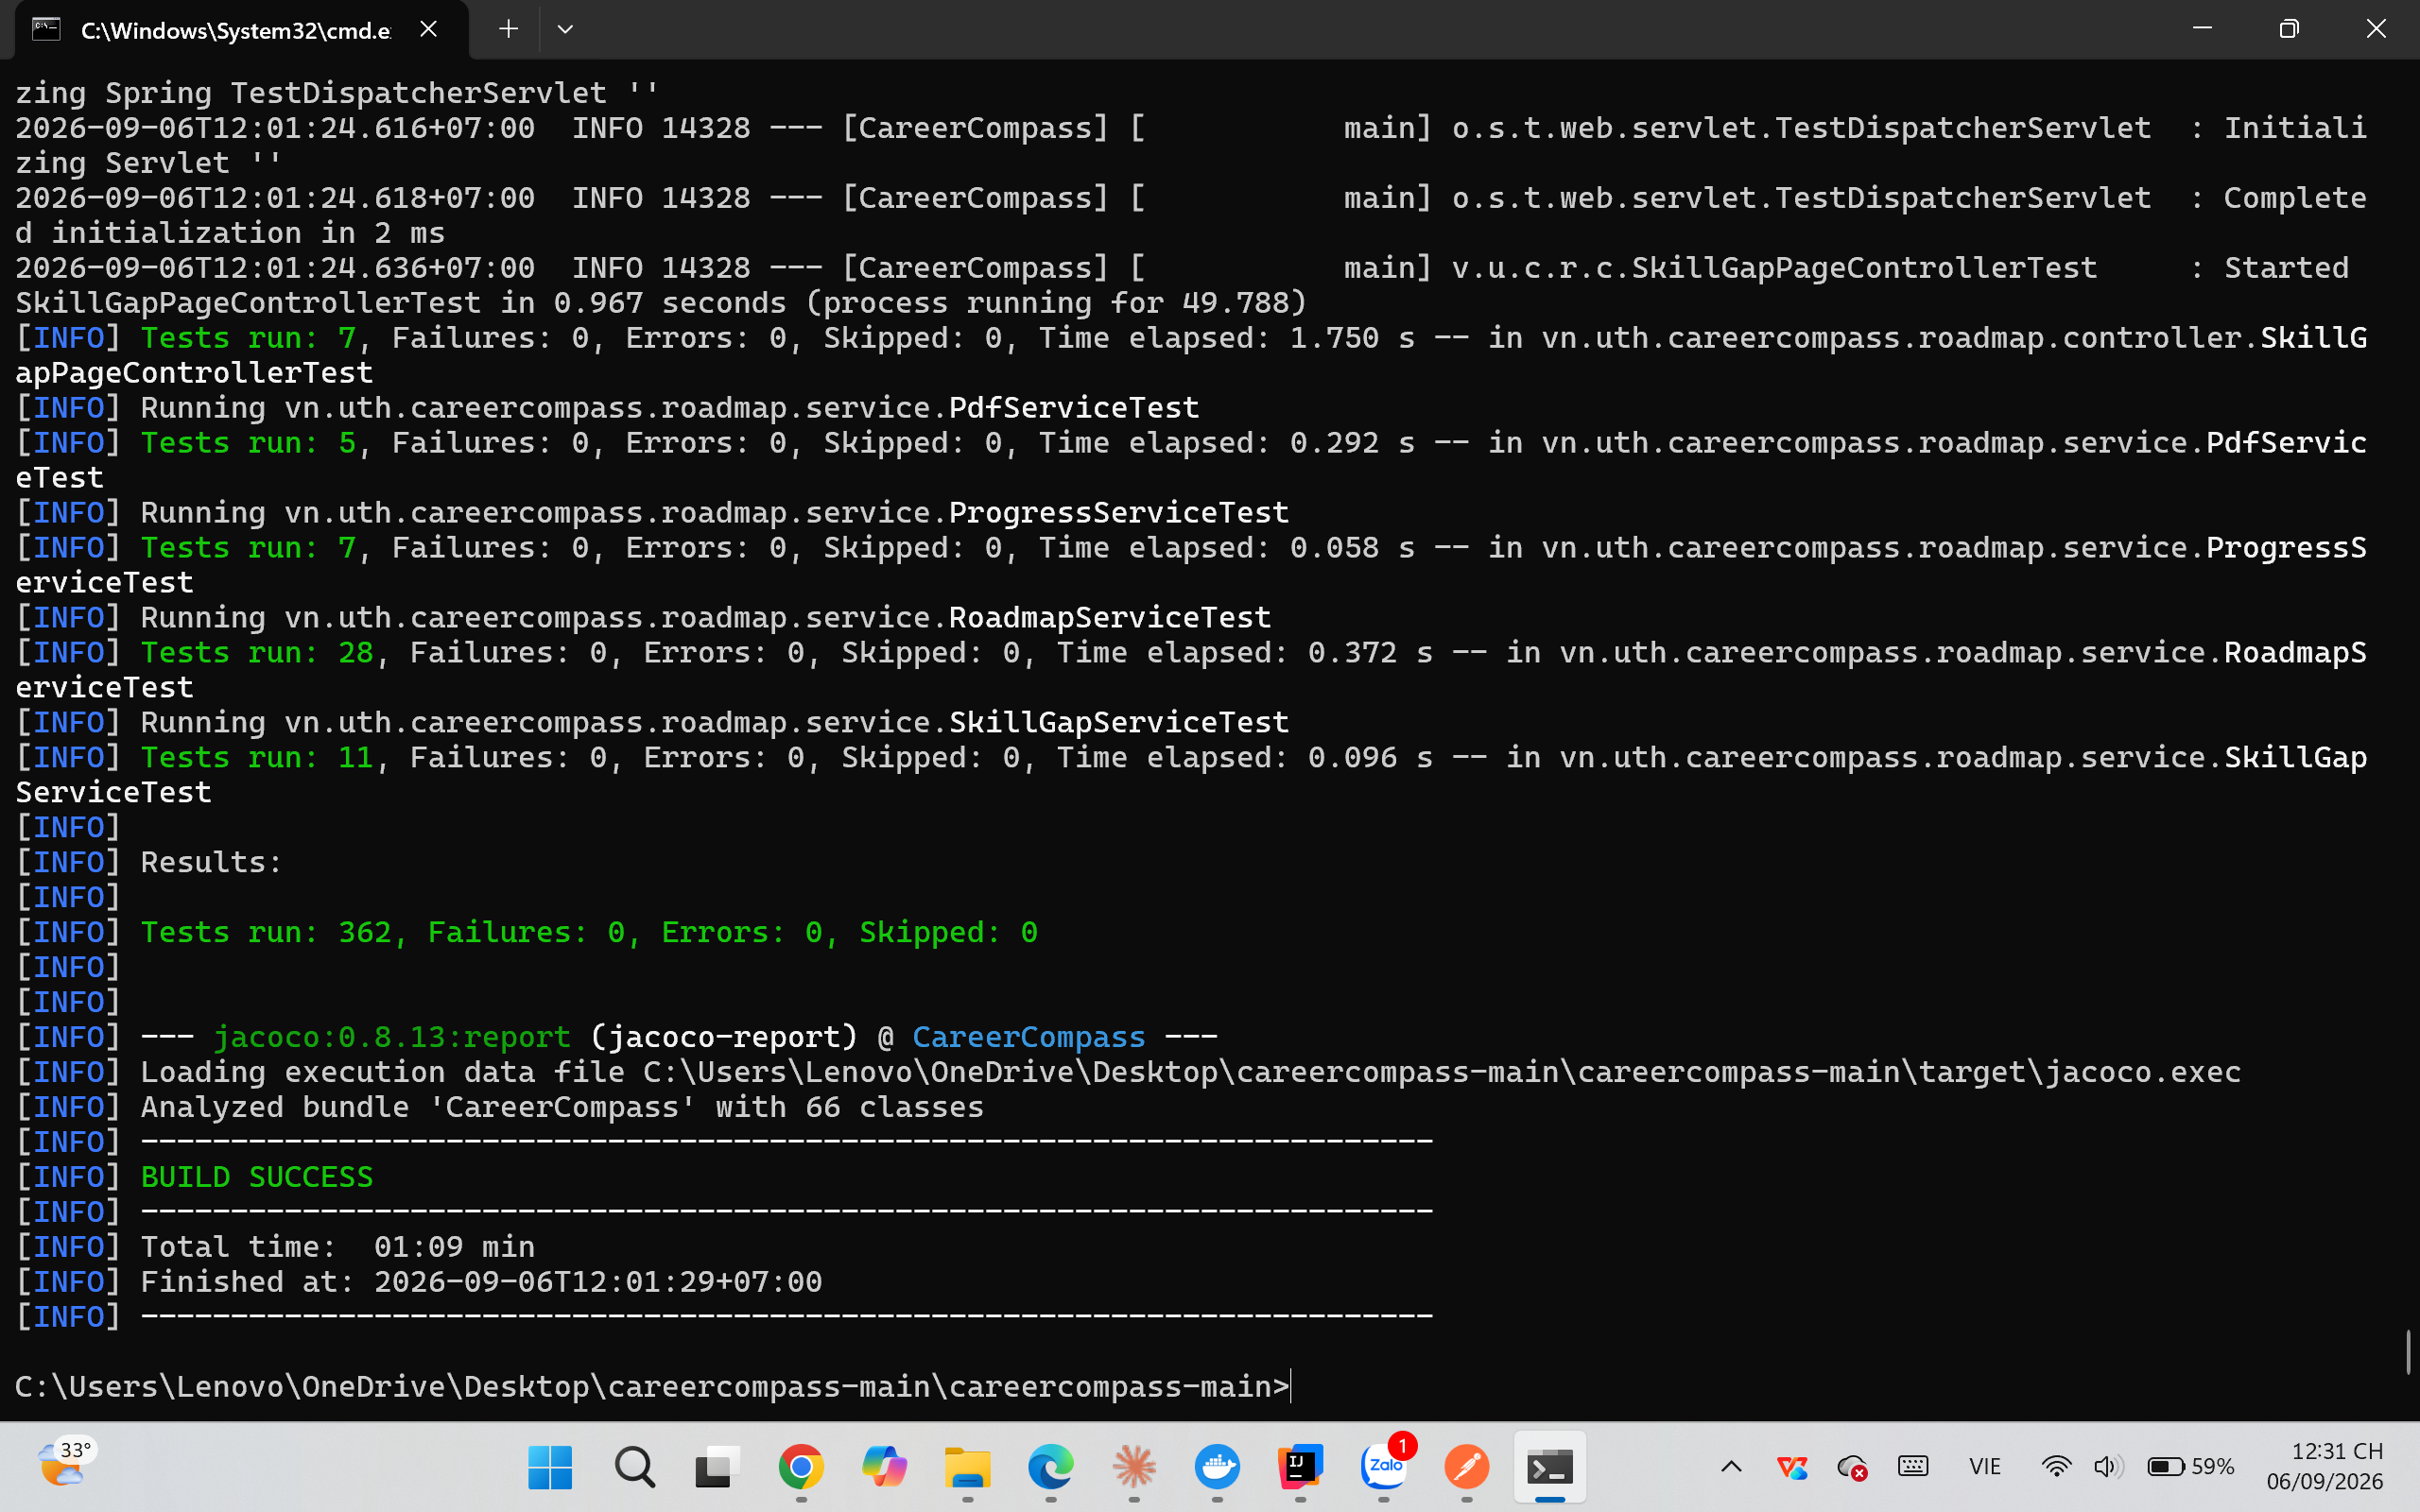 C:\Windows\System32\cmd.e
zing Spring TestDispatcherServlet ''
2026-09-06T12:01:24.616+07:00  INFO 14328 --- [CareerCompass] [           main] o.s.t.web.servlet.TestDispatcherServlet  : Initiali
zing Servlet ''
2026-09-06T12:01:24.618+07:00  INFO 14328 --- [CareerCompass] [           main] o.s.t.web.servlet.TestDispatcherServlet  : Complete
d initialization in 2 ms
2026-09-06T12:01:24.636+07:00  INFO 14328 --- [CareerCompass] [           main] v.u.c.r.c.SkillGapPageControllerTest     : Started
SkillGapPageControllerTest in 0.967 seconds (process running for 49.788)
[INFO] Tests run: 7, Failures: 0, Errors: 0, Skipped: 0, Time elapsed: 1.750 s -- in vn.uth.careercompass.roadmap.controller.SkillG
apPageControllerTest
[INFO] Running vn.uth.careercompass.roadmap.service.PdfServiceTest
[INFO] Tests run: 5, Failures: 0, Errors: 0, Skipped: 0, Time elapsed: 0.292 s -- in vn.uth.careercompass.roadmap.service.PdfServic
eTest
[INFO] Running vn.uth.careercompass.roadmap.service.ProgressServiceTest
[INFO] Tests run: 7, Failures: 0, Errors: 0, Skipped: 0, Time elapsed: 0.058 s -- in vn.uth.careercompass.roadmap.service.ProgressS
erviceTest
[INFO] Running vn.uth.careercompass.roadmap.service.RoadmapServiceTest
[INFO] Tests run: 28, Failures: 0, Errors: 0, Skipped: 0, Time elapsed: 0.372 s -- in vn.uth.careercompass.roadmap.service.RoadmapS
erviceTest
[INFO] Running vn.uth.careercompass.roadmap.service.SkillGapServiceTest
[INFO] Tests run: 11, Failures: 0, Errors: 0, Skipped: 0, Time elapsed: 0.096 s -- in vn.uth.careercompass.roadmap.service.SkillGap
ServiceTest
[INFO]
[INFO] Results:
[INFO]
[INFO] Tests run: 362, Failures: 0, Errors: 0, Skipped: 0
[INFO]
[INFO]
[INFO] --- jacoco:0.8.13:report (jacoco-report) @ CareerCompass ---
[INFO] Loading execution data file C:\Users\Lenovo\OneDrive\Desktop\careercompass-main\careercompass-main\target\jacoco.exec
[INFO] Analyzed bundle 'CareerCompass' with 66 classes
[INFO] ------------------------------------------------------------------------
[INFO] BUILD SUCCESS
[INFO] ------------------------------------------------------------------------
[INFO] Total time:  01:09 min
[INFO] Finished at: 2026-09-06T12:01:29+07:00
[INFO] ------------------------------------------------------------------------
C:\Users\Lenovo\OneDrive\Desktop\careercompass-main\careercompass-main>
33°
IJ
Zalo
1
VIE
59%
12:31 CH
06/09/2026